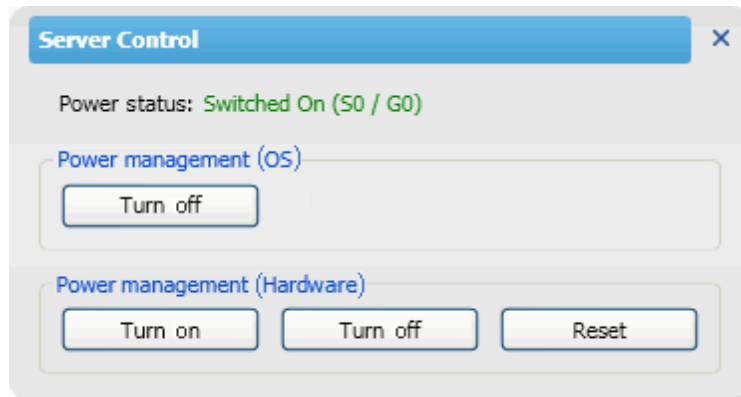 Server Control
Power status: Switched On (S0 / G0)
Power management (OS)
Turn off
Power management (Hardware)
Turn on Turn off Reset